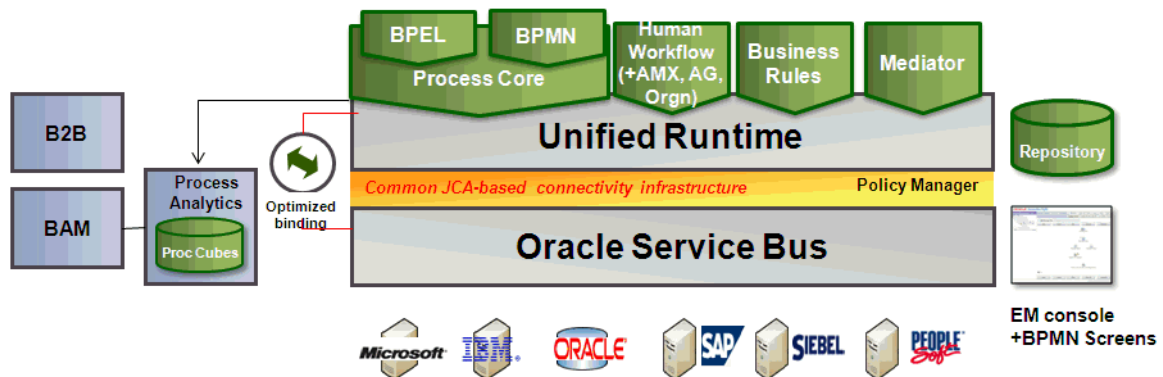 BPEL
BPMN
Process Core
Human
Workflow
(+AMX, AG,
Orgn)
Business
Rules
Mediator
B2B
BAM
Process
Analytics
Proc Cubes
Optimized
binding
Unified Runtime
Common JCA-based connectivity infrastructure
Policy Manager
Oracle Service Bus
Repository
EM console
+BPMN Screens
Microsoft
IBM
ORACLE
SAP
SIEBEL
PEOPLE
Soft